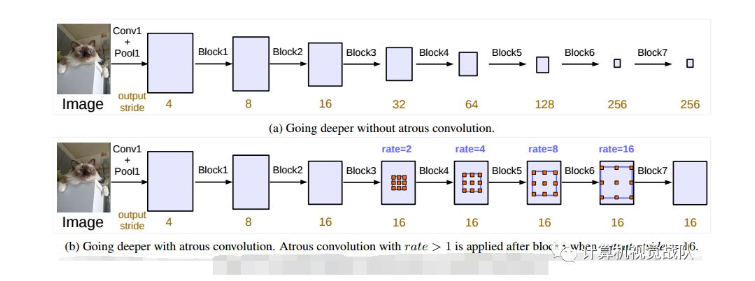 Conv1 + Pool1 Block1 Block2 Block3 Block4 Block5 Block6 Block7
Image output stride 4 8 16 32 64 128 256 256
(a) Going deeper without atrous convolution.
rate=2 rate=4 rate=8 rate=16
Conv1 + Pool1 Block1 Block2 Block3 Block4 Block5 Block6 Block7
Image output stride 4 8 16 16 16 16 16 16
(b) Going deeper with atrous convolution. Atrous convolution with rate > 1 is applied after block when 16.
计算机视觉战队